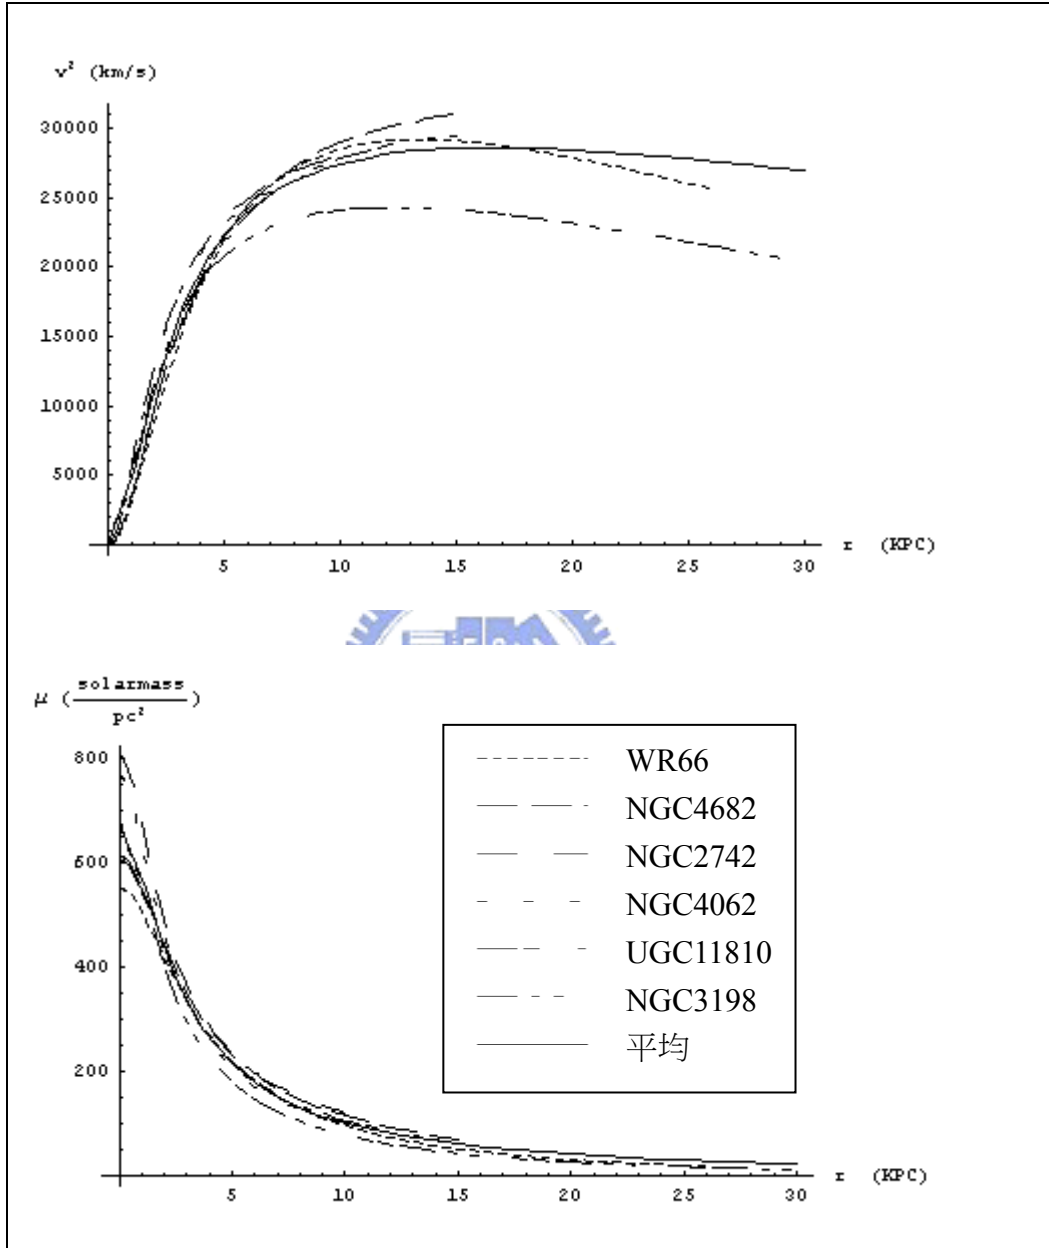 v² (km/s)
30000
25000
20000
15000
10000
5000
5 10 15 20 25 30
r (KPC)
μ (solarmass/pc²)
800
600
400
200
5 10 15 20 25 30
r (KPC)
WR66
NGC4682
NGC2742
NGC4062
UGC11810
NGC3198
平均